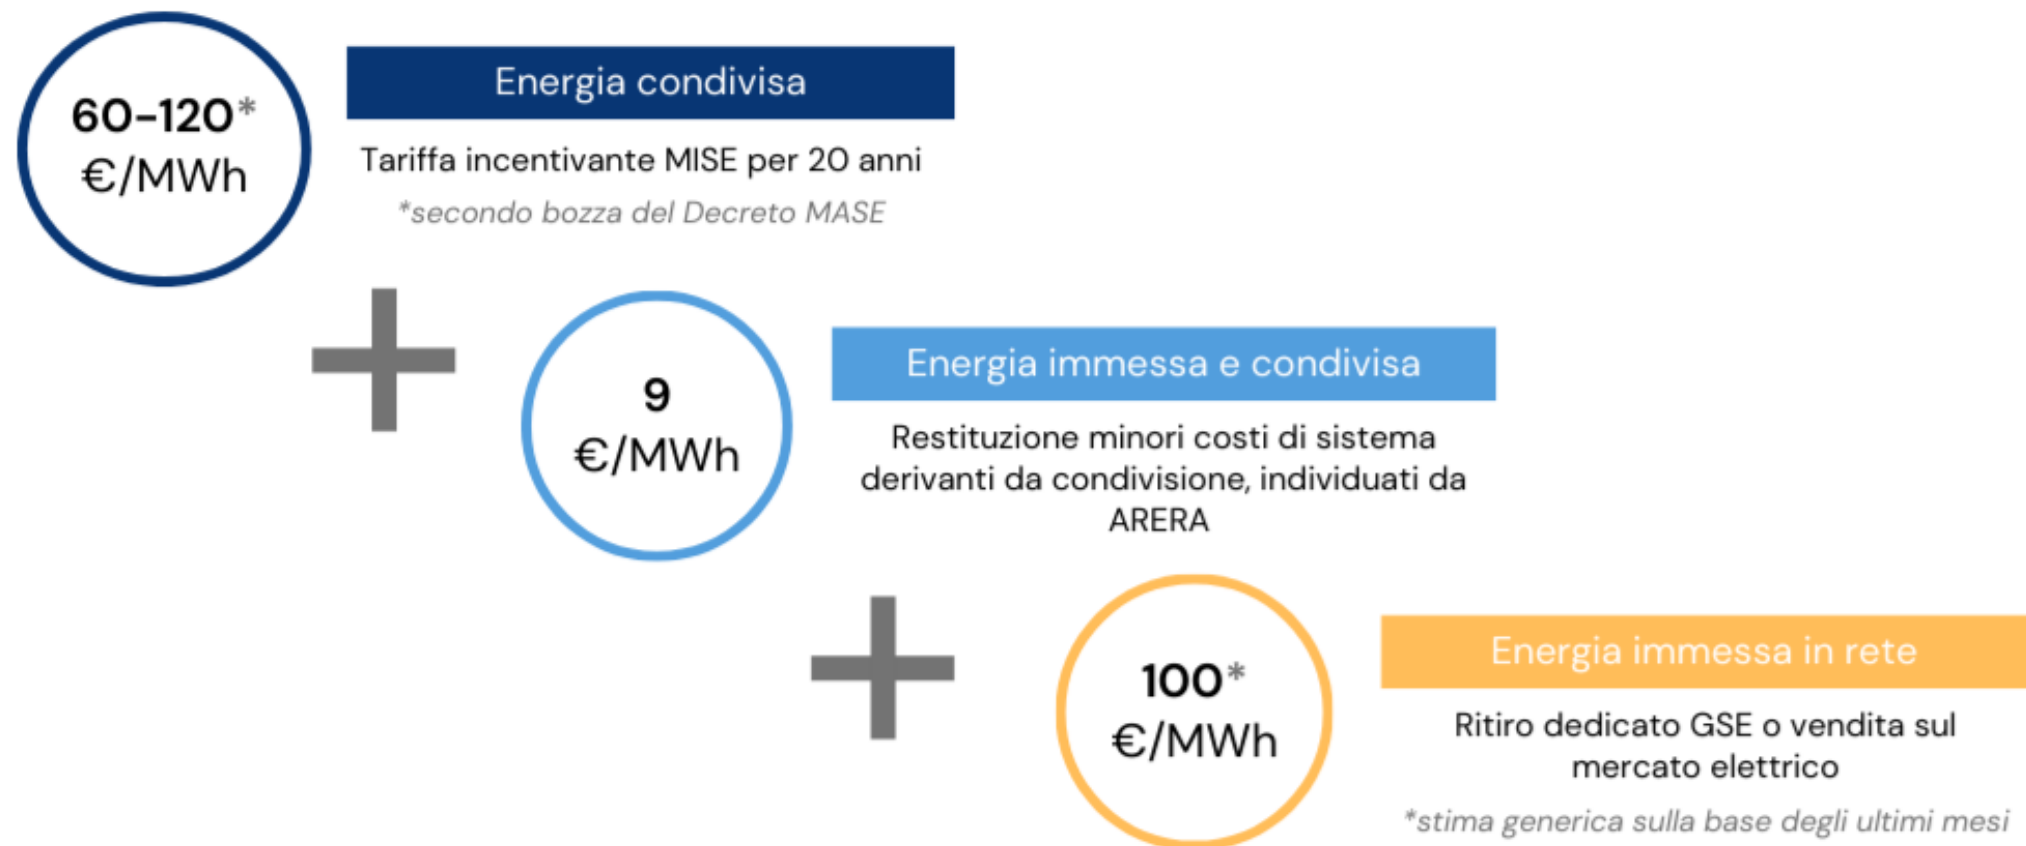 60-120*
€/MWh
Energia condivisa
Tariffa incentivante MISE per 20 anni
*secondo bozza del Decreto MASE
9
€/MWh
Energia immessa e condivisa
Restituzione minori costi di sistema
derivanti da condivisione, individuati da
ARERA
100*
€/MWh
Energia immessa in rete
Ritiro dedicato GSE o vendita sul
mercato elettrico
*stima generica sulla base degli ultimi mesi